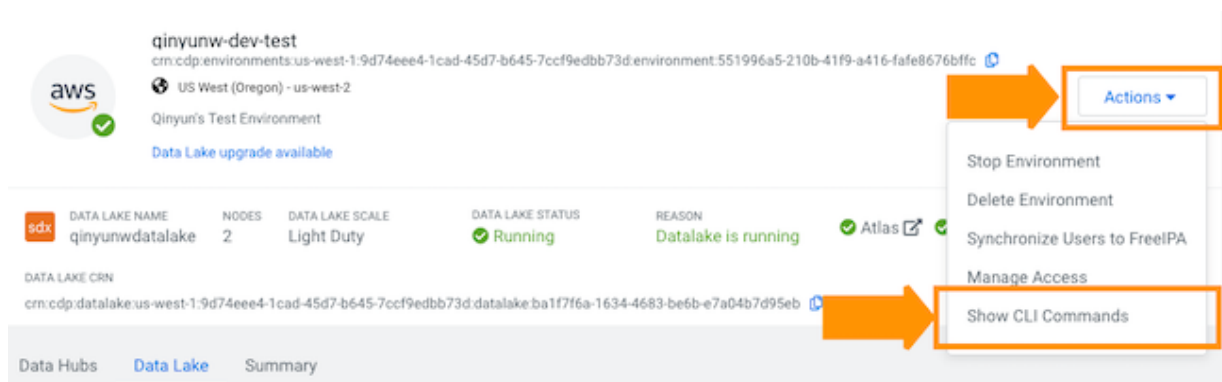 qinyunw-dev-test
crn:cdp:environments:us-west-1:9d74eee4-1cad-45d7-b645-7ccf9edbb73d:environment:551996a5-210b-41f9-a416-fafe8676bffc
aws
US West (Oregon) - us-west-2
Qinyun's Test Environment
Data Lake upgrade available
Actions
Stop Environment
Delete Environment
Synchronize Users to FreeIPA
Manage Access
Show CLI Commands
sdx
DATA LAKE NAME NODES DATA LAKE SCALE DATA LAKE STATUS REASON
qinyunwdatalake 2 Light Duty Running Datalake is running Atlas
DATA LAKE CRN
crn:cdp:datalake:us-west-1:9d74eee4-1cad-45d7-b645-7ccf9edbb73d:datalake:ba1f7f6a-1634-4683-be6b-e7a04b7d95eb
Data Hubs Data Lake Summary